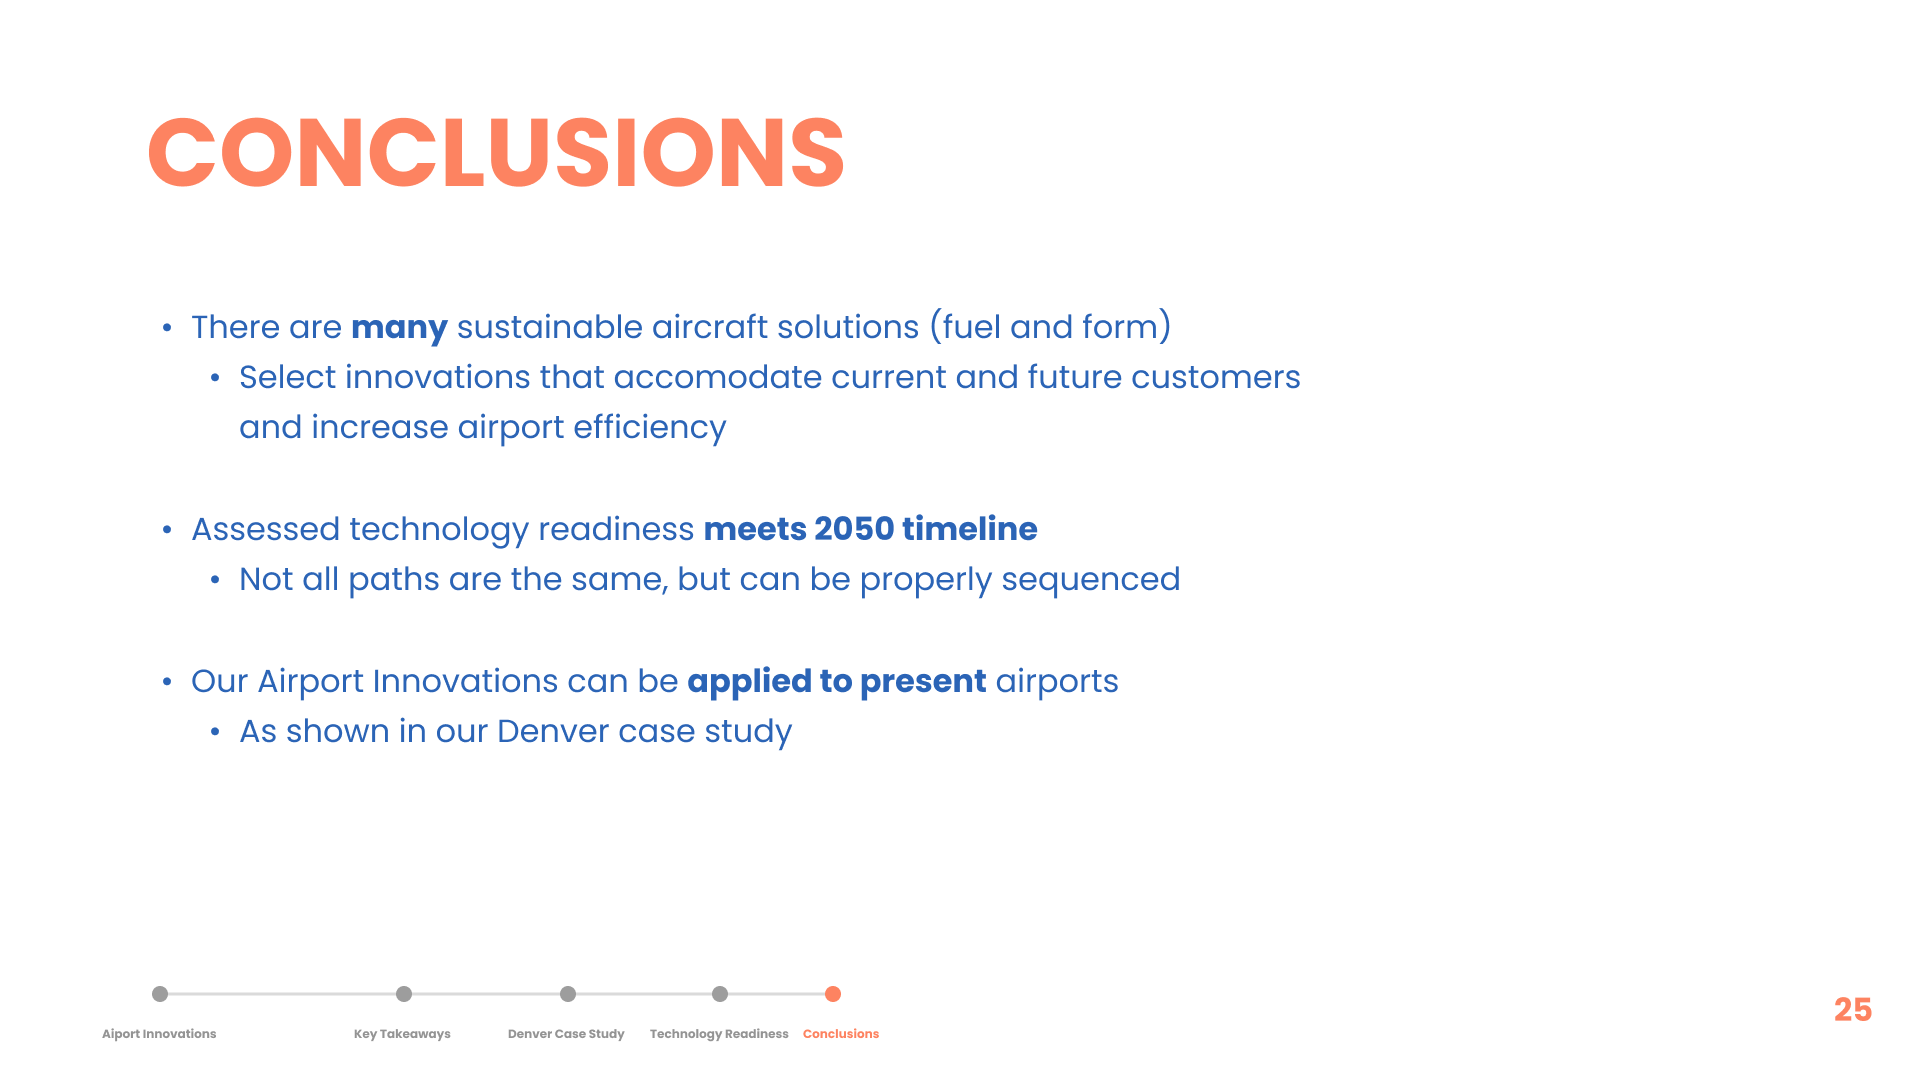 CONCLUSIONS
• There are many sustainable aircraft solutions (fuel and form)
• Select innovations that accomodate current and future customers
and increase airport efficiency
• Assessed technology readiness meets 2050 timeline
• Not all paths are the same, but can be properly sequenced
• Our Airport Innovations can be applied to present airports
• As shown in our Denver case study
Aiport Innovations
Key Takeaways
Denver Case Study
Technology Readiness
Conclusions
25